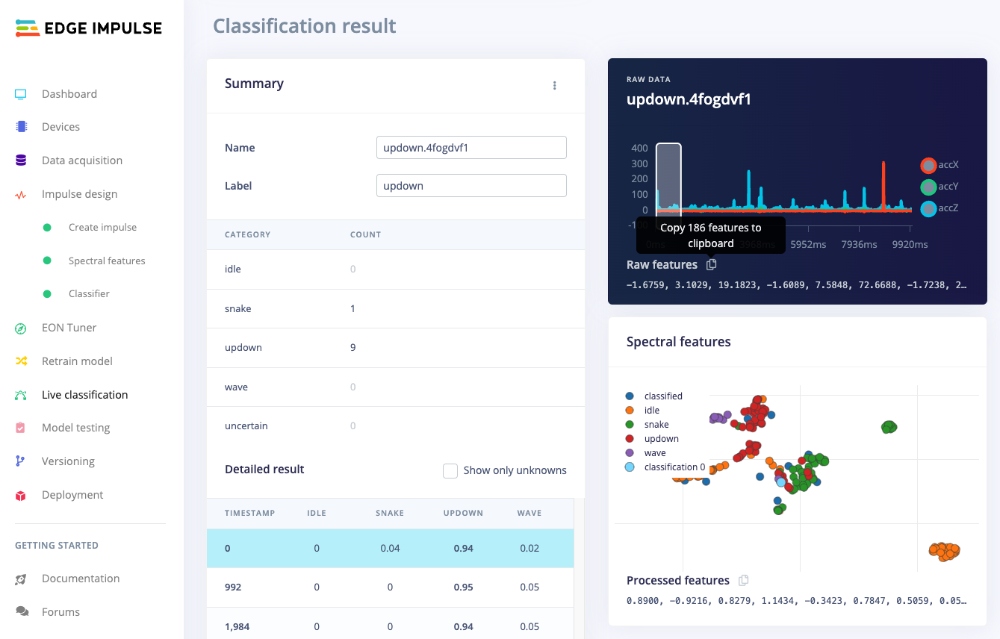 EDGE IMPULSE
Dashboard
Devices
Data acquisition
Impulse design
Create impulse
Spectral features
Classifier
EON Tuner
Retrain model
Live classification
Model testing
Versioning
Deployment
GETTING STARTED
Documentation
Forums
Classification result
Summary
Name updown.4fogdvf1
Label updown
CATEGORY COUNT
idle 0
snake 1
updown 9
wave 0
uncertain 0
Detailed result Show only unknowns
TIMESTAMP IDLE SNAKE UPDOWN WAVE
0 0 0.04 0.94 0.02
992 0 0 0.95 0.05
1,984 0 0 0.94 0.05
RAW DATA
updown.4fogdvf1
400
300
200
100
0
-100
accX
accY
accZ
0ms 3968ms 5952ms 7936ms 9920ms
Copy 186 features to
clipboard
Raw features
-1.6759, 3.1029, 19.1823, -1.6089, 7.5848, 72.6688, -1.7238, 2…
Spectral features
classified
idle
snake
updown
wave
classification 0
Processed features
0.8900, -0.9216, 0.8279, 1.1434, -0.3423, 0.7847, 0.5059, 0.05…